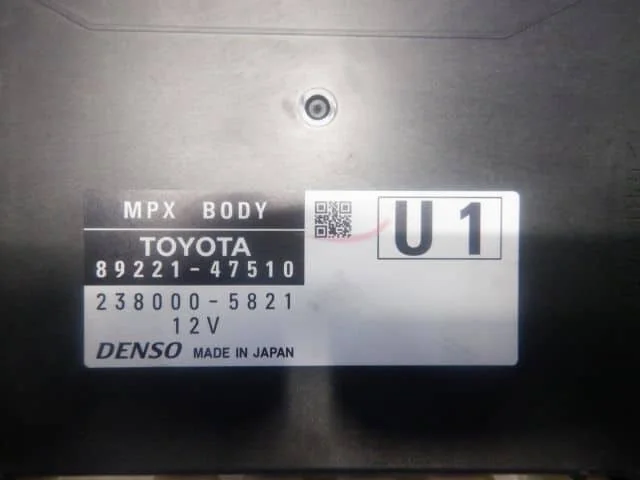 MPX BODY
TOYOTA
89221-47510
238000-5821
12V
DENSO MADE IN JAPAN
U1